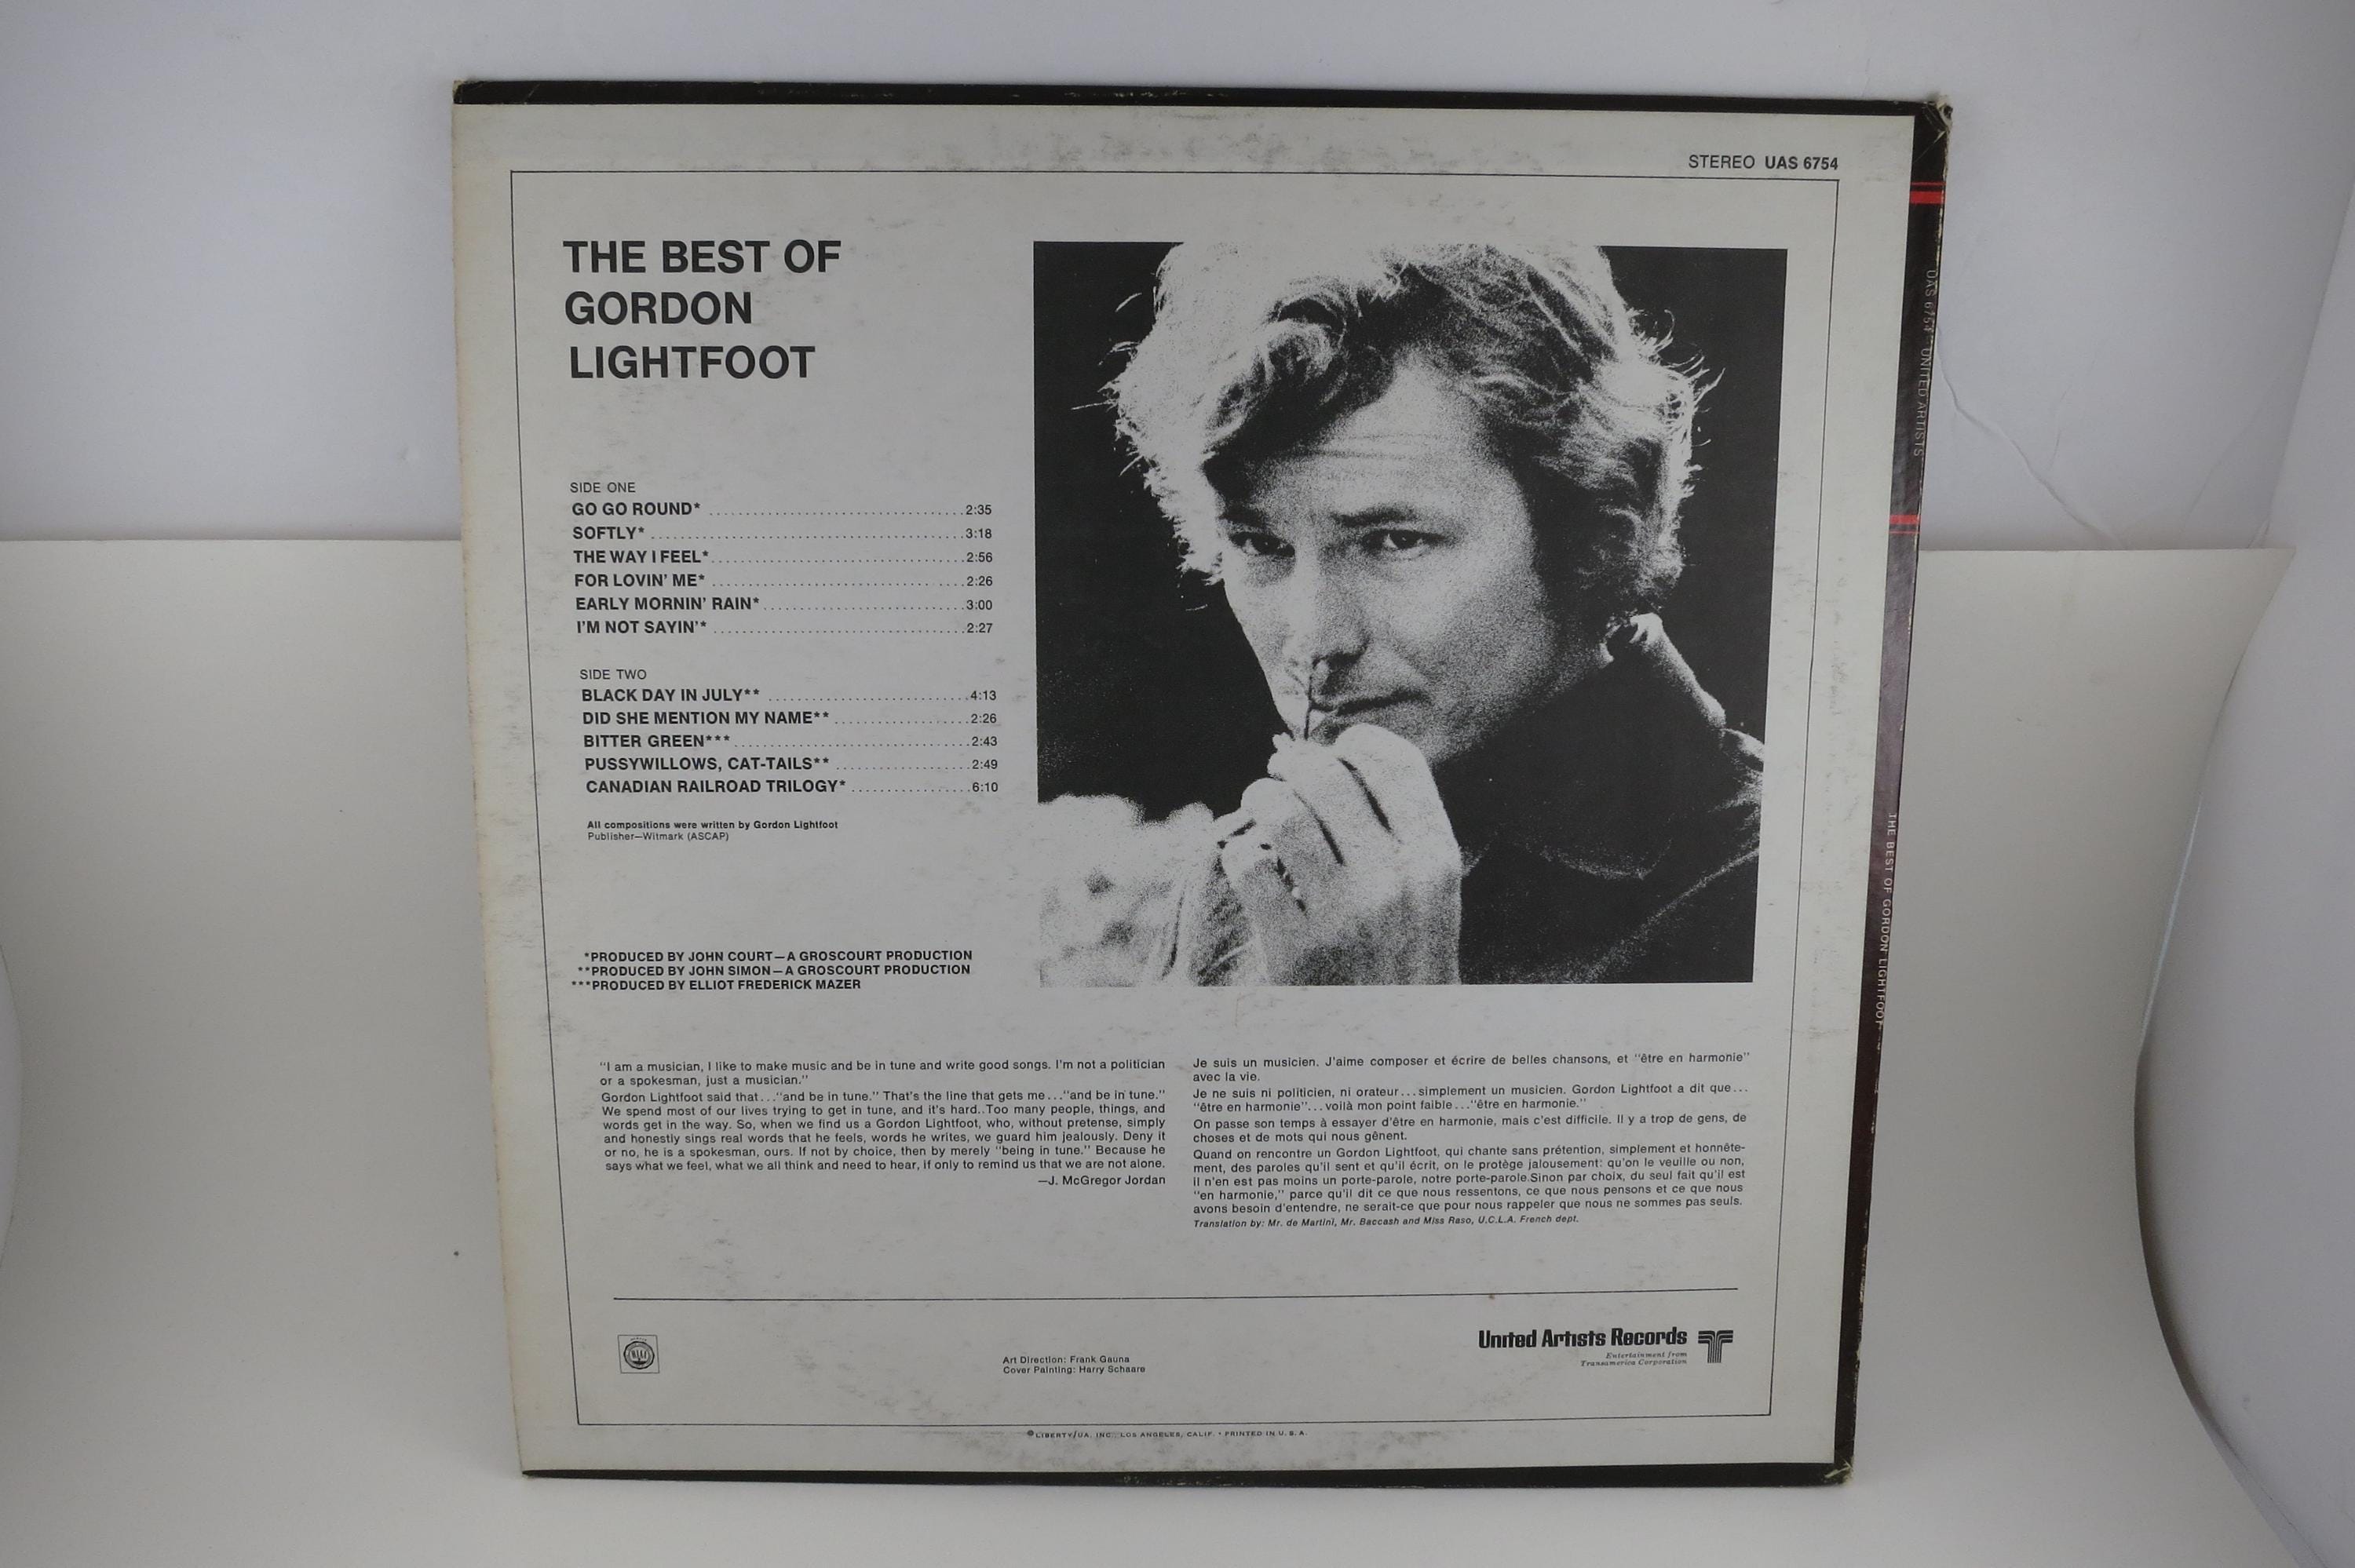 STEREO UAS 6754
THE BEST OF
GORDON
LIGHTFOOT
SIDE ONE
GO GO ROUND* 2:35
SOFTLY* 3:18
THE WAY I FEEL* 2:56
FOR LOVIN' ME* 2:26
EARLY MORNIN' RAIN* 3:00
I'M NOT SAYIN'* 2:27
SIDE TWO
BLACK DAY IN JULY** 4:13
DID SHE MENTION MY NAME** 2:26
BITTER GREEN*** 2:43
PUSSYWILLOWS, CAT-TAILS** 2:49
CANADIAN RAILROAD TRILOGY* 6:10
All compositions were written by Gordon Lightfoot
Publisher—Witmark (ASCAP)
*PRODUCED BY JOHN COURT—A GROSCOURT PRODUCTION
**PRODUCED BY JOHN SIMON—A GROSCOURT PRODUCTION
***PRODUCED BY ELLIOT FREDERICK MAZER
"I am a musician, I like to make music and be in tune and write good songs. I'm not a politician
or a spokesman, just a musician."
Gordon Lightfoot said that..."and be in tune." That's the line that gets me..."and be in tune."
We spend most of our lives trying to get in tune, and it's hard..Too many people, things, and
words get in the way. So, when we find us a Gordon Lightfoot, who, without pretense, simply
and honestly sings real words that he feels, words he writes, we guard him jealously. Deny it
or no, he is a spokesman, ours. If not by choice, then by merely "being in tune." Because he
says what we feel, what we all think and need to hear, if only to remind us that we are not alone.
—J. McGregor Jordan
Je suis un musicien. J'aime composer et écrire de belles chansons, et "être en harmonie"
avec la vie.
Je ne suis ni politicien, ni orateur...simplement un musicien. Gordon Lightfoot a dit que...
"être en harmonie"...voilà mon point faible..."être en harmonie."
On passe son temps à essayer d'être en harmonie, mais c'est difficile. Il y a trop de gens, de
choses et de mots qui nous gênent.
Quand on rencontre un Gordon Lightfoot, qui chante sans prétention, simplement et honnête-
ment, des paroles qu'il sent et qu'il écrit, on le protège jalousement: qu'on le veuille ou non,
il n'en est pas moins un porte-parole, notre porte-parole.Sinon par choix, du seul fait qu'il est
"en harmonie," parce qu'il dit ce que nous ressentons, ce que nous pensons et ce que nous
avons besoin d'entendre, ne serait-ce que pour nous rappeler que nous ne sommes pas seuls.
Translation by: Mr. de Martini, Mr. Baccash and Miss Raso, U.C.L.A. French dept.
Art Direction: Frank Gauna
Cover Painting: Harry Schaare
United Artists Records
Entertainment from
Transamerica Corporation
LIBERTY/UA, INC. LOS ANGELES, CALIF. • PRINTED IN U.S.A.
UAS 6754 UNITED ARTISTS
THE BEST OF GORDON LIGHTFOOT